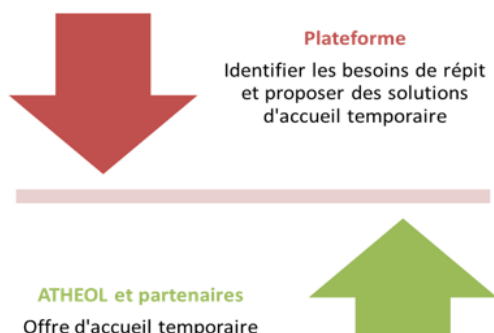 Plateforme
Identifier les besoins de répit
et proposer des solutions
d'accueil temporaire
ATHEOL et partenaires
Offre d'accueil temporaire